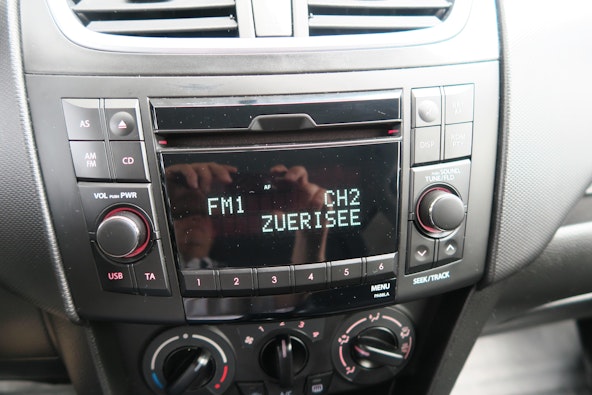 AS
AM
FM
CD
VOL PUSH PWR
USB
TA
AF
FM1 CH2
ZUERISEE
1 2 3 4 5 6
MENU
DISP
SOUND,
TUNE/FLD
SEEK/TRACK
A/C